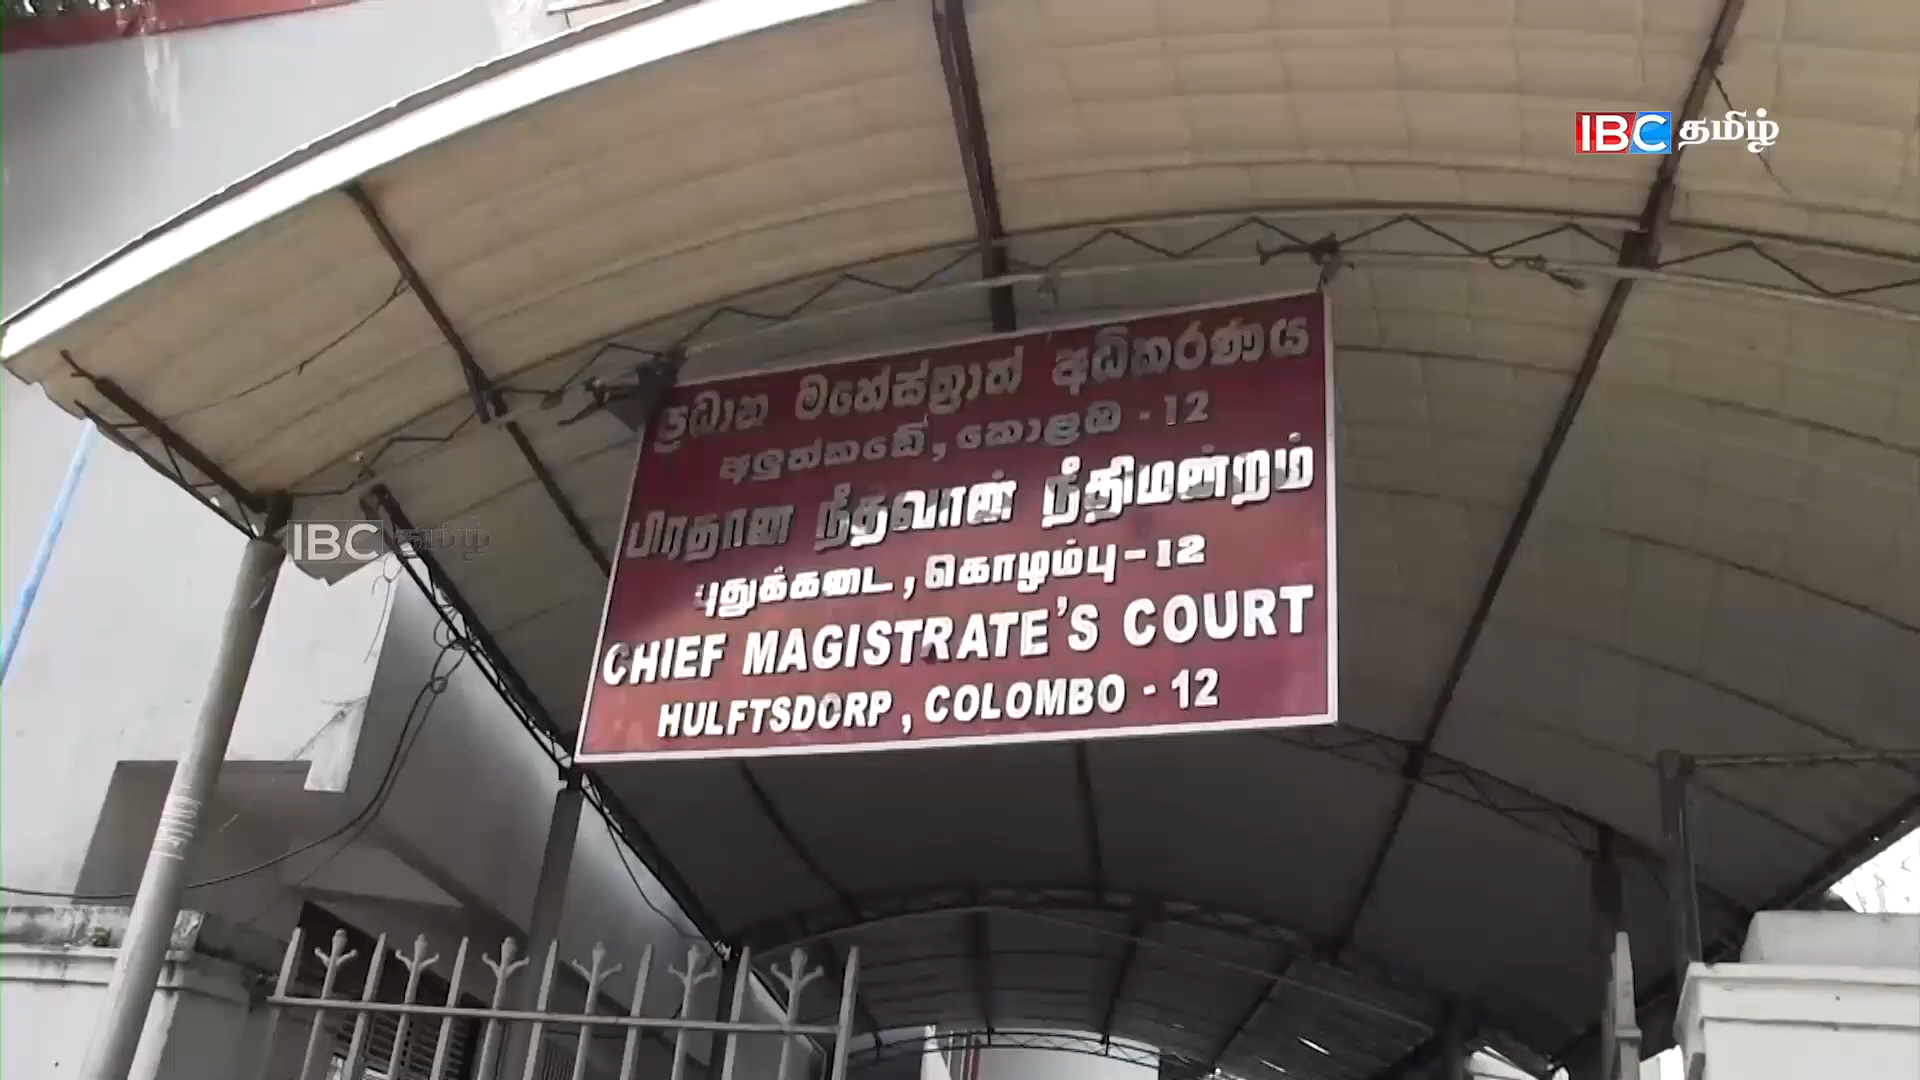 IBC தமிழ்
ප්‍රධාන මහේස්ත්‍රාත් අධිකරණය
අලුත්කඩේ, කොළඹ - 12
பிரதான நீதவான் நீதிமன்றம்
புதுக்கடை, கொழும்பு - 12
CHIEF MAGISTRATE'S COURT
HULFTSDORP, COLOMBO - 12
IBC தமிழ்